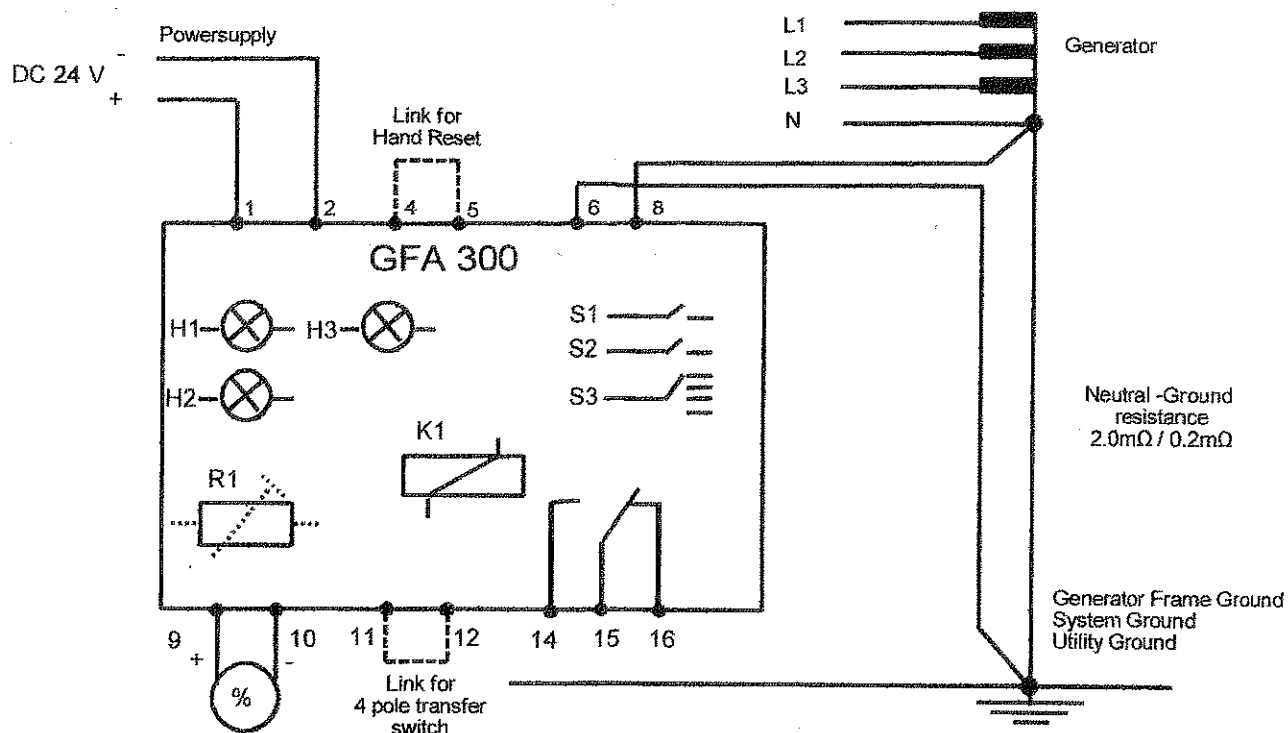 Powersupply
-
DC 24 V
+
Link for
Hand Reset
L1
L2
L3
N
Generator
1
2
4
5
6
8
GFA 300
H1
H3
H2
S1
S2
S3
K1
R1
Neutral -Ground
resistance
2.0mΩ / 0.2mΩ
Generator Frame Ground
System Ground
Utility Ground
9
10
11
12
14
15
16
+
-
%
Link for
4 pole transfer
switch